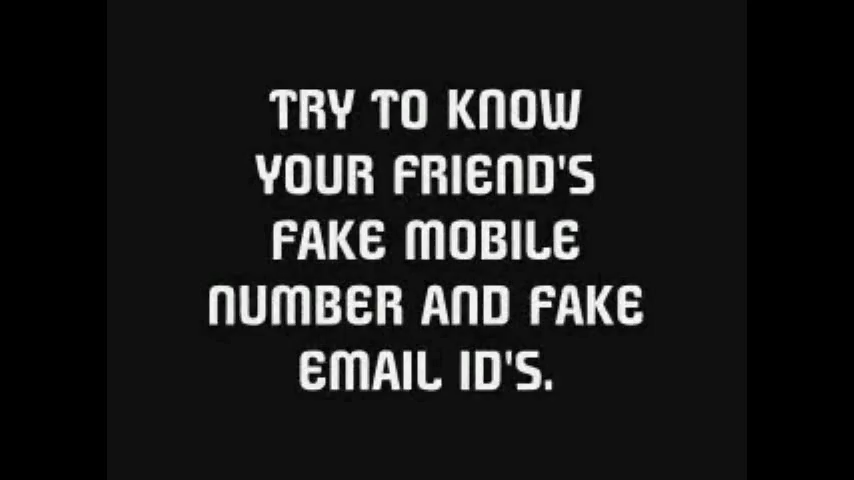 TRY TO KNOW
YOUR FRIEND'S
FAKE MOBILE
NUMBER AND FAKE
EMAIL ID'S.